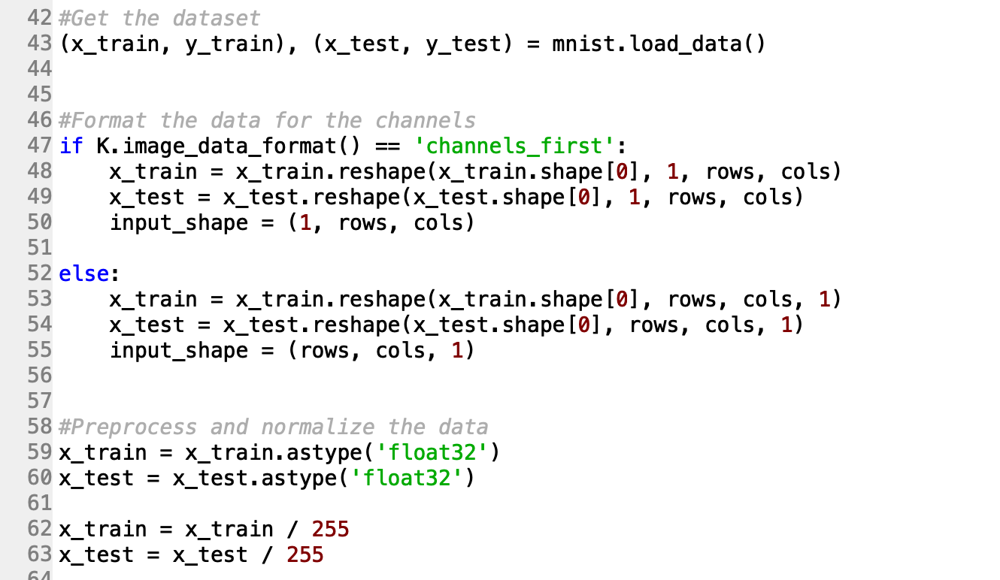 42 #Get the dataset
43 (x_train, y_train), (x_test, y_test) = mnist.load_data()
44
45
46 #Format the data for the channels
47 if K.image_data_format() == 'channels_first':
48     x_train = x_train.reshape(x_train.shape[0], 1, rows, cols)
49     x_test = x_test.reshape(x_test.shape[0], 1, rows, cols)
50     input_shape = (1, rows, cols)
51
52 else:
53     x_train = x_train.reshape(x_train.shape[0], rows, cols, 1)
54     x_test = x_test.reshape(x_test.shape[0], rows, cols, 1)
55     input_shape = (rows, cols, 1)
56
57
58 #Preprocess and normalize the data
59 x_train = x_train.astype('float32')
60 x_test = x_test.astype('float32')
61
62 x_train = x_train / 255
63 x_test = x_test / 255
64